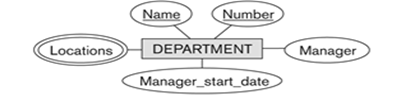 Name
Number
Locations
DEPARTMENT
Manager
Manager_start_date